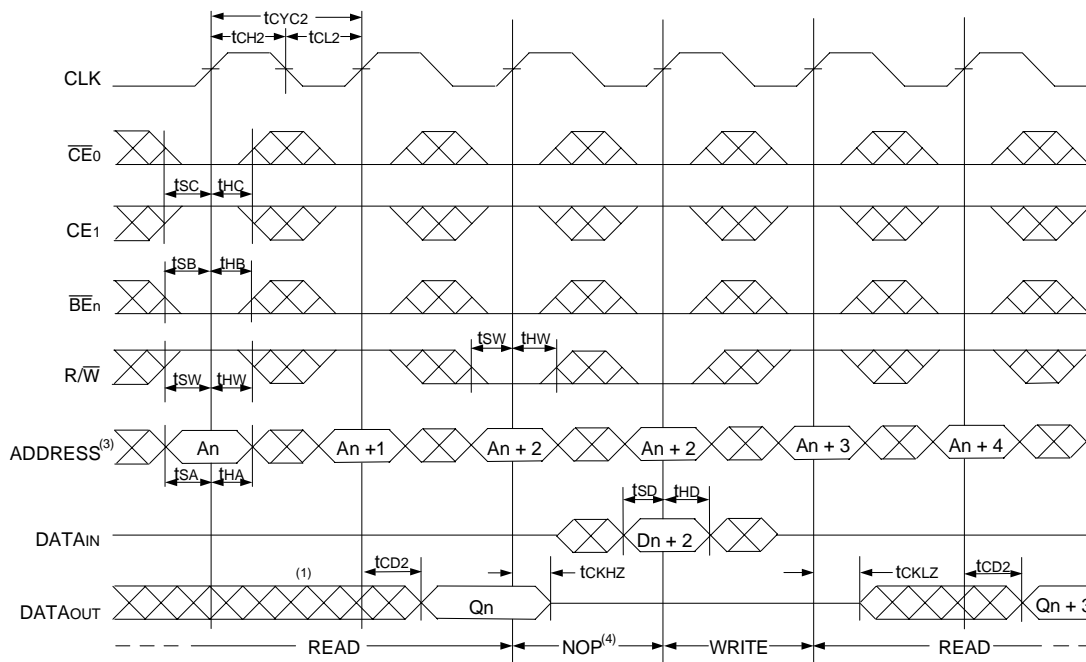 tCYC2
tCH2 tCL2
CLK
CE0
tSC tHC
CE1
tSB tHB
BEn
tSW tHW
R/W
tSW tHW
ADDRESS(3) An An +1 An + 2 An + 2 An + 3 An + 4
tSA tHA
tSD tHD
DATAIN Dn + 2
(1) tCD2 tCKHZ tCKLZ tCD2
DATAOUT Qn Qn + 3
READ NOP(4) WRITE READ